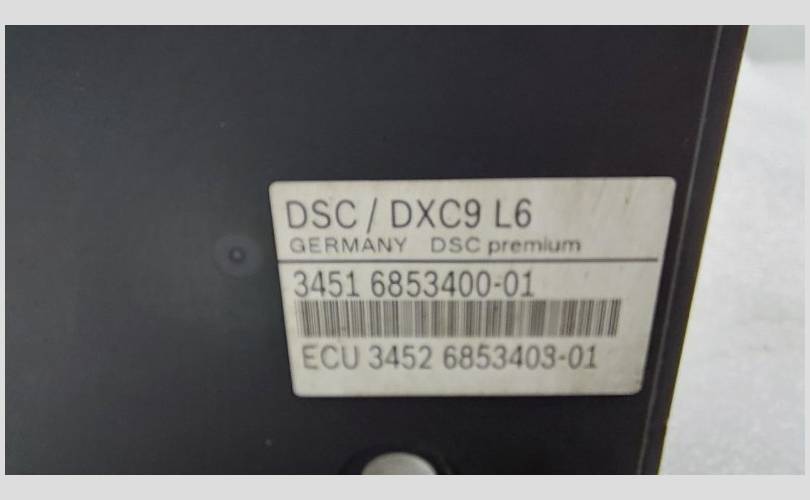 DSC / DXC9 L6
GERMANY DSC premium
3451 6853400-01
ECU 3452 6853403-01